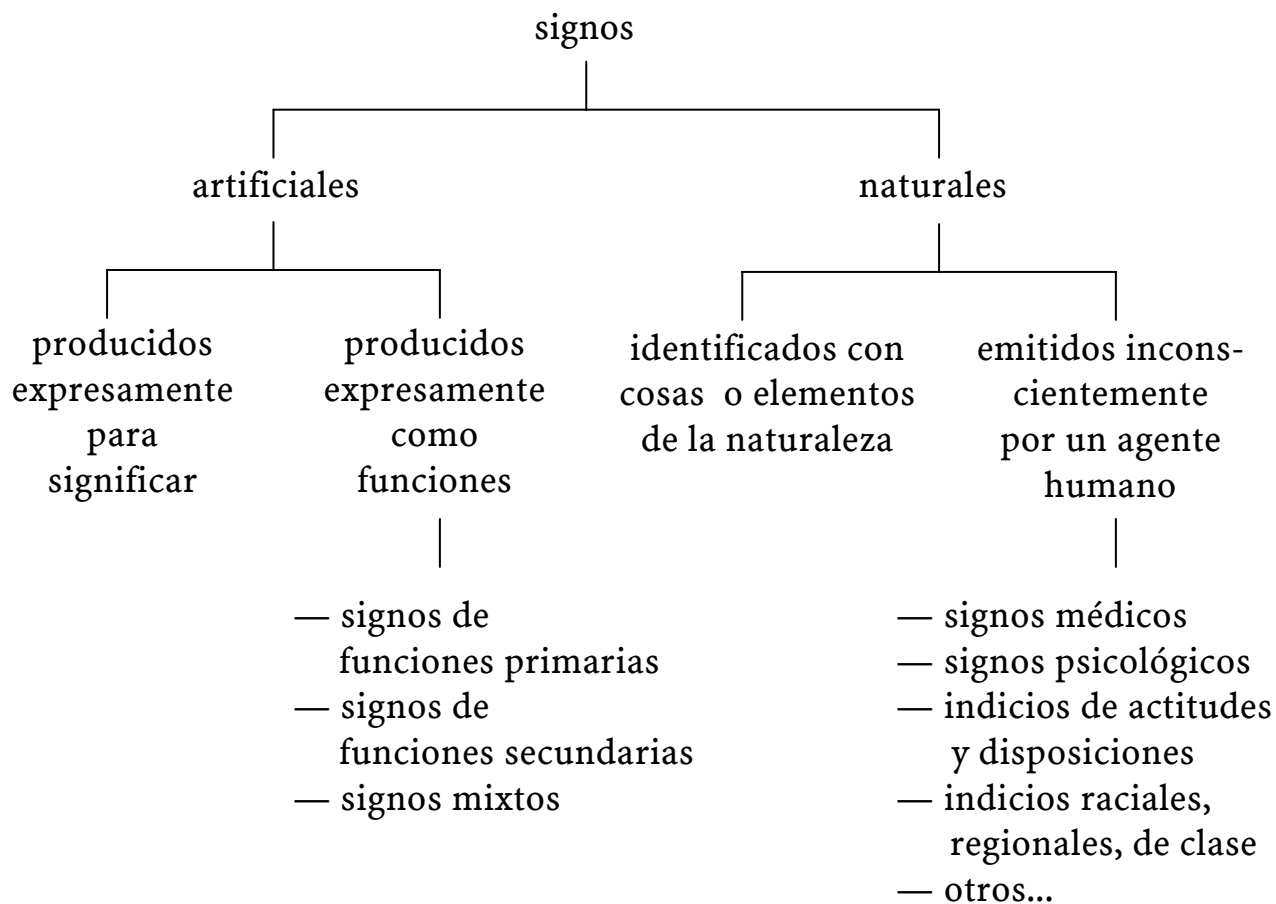 signos
artificiales
naturales
producidos
expresamente
para
significar
producidos
expresamente
como
funciones
identificados con
cosas o elementos
de la naturaleza
emitidos incons-
cientemente
por un agente
humano
— signos de
funciones primarias
— signos de
funciones secundarias
— signos mixtos
— signos médicos
— signos psicológicos
— indicios de actitudes
y disposiciones
— indicios raciales,
regionales, de clase
— otros...